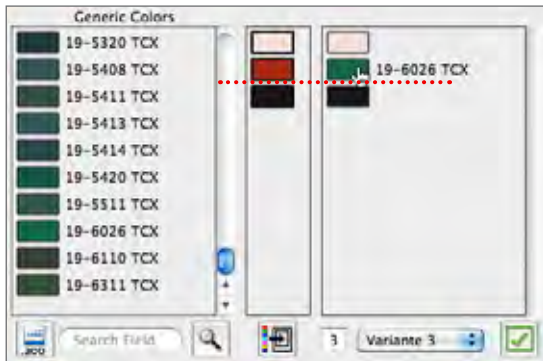 Generic Colors
19-5320 TCX
19-5408 TCX
19-6026 TCX
19-5411 TCX
19-5413 TCX
19-5414 TCX
19-5420 TCX
19-5511 TCX
19-6026 TCX
19-6110 TCX
19-6311 TCX
.aco
Search Field
3
Variante 3